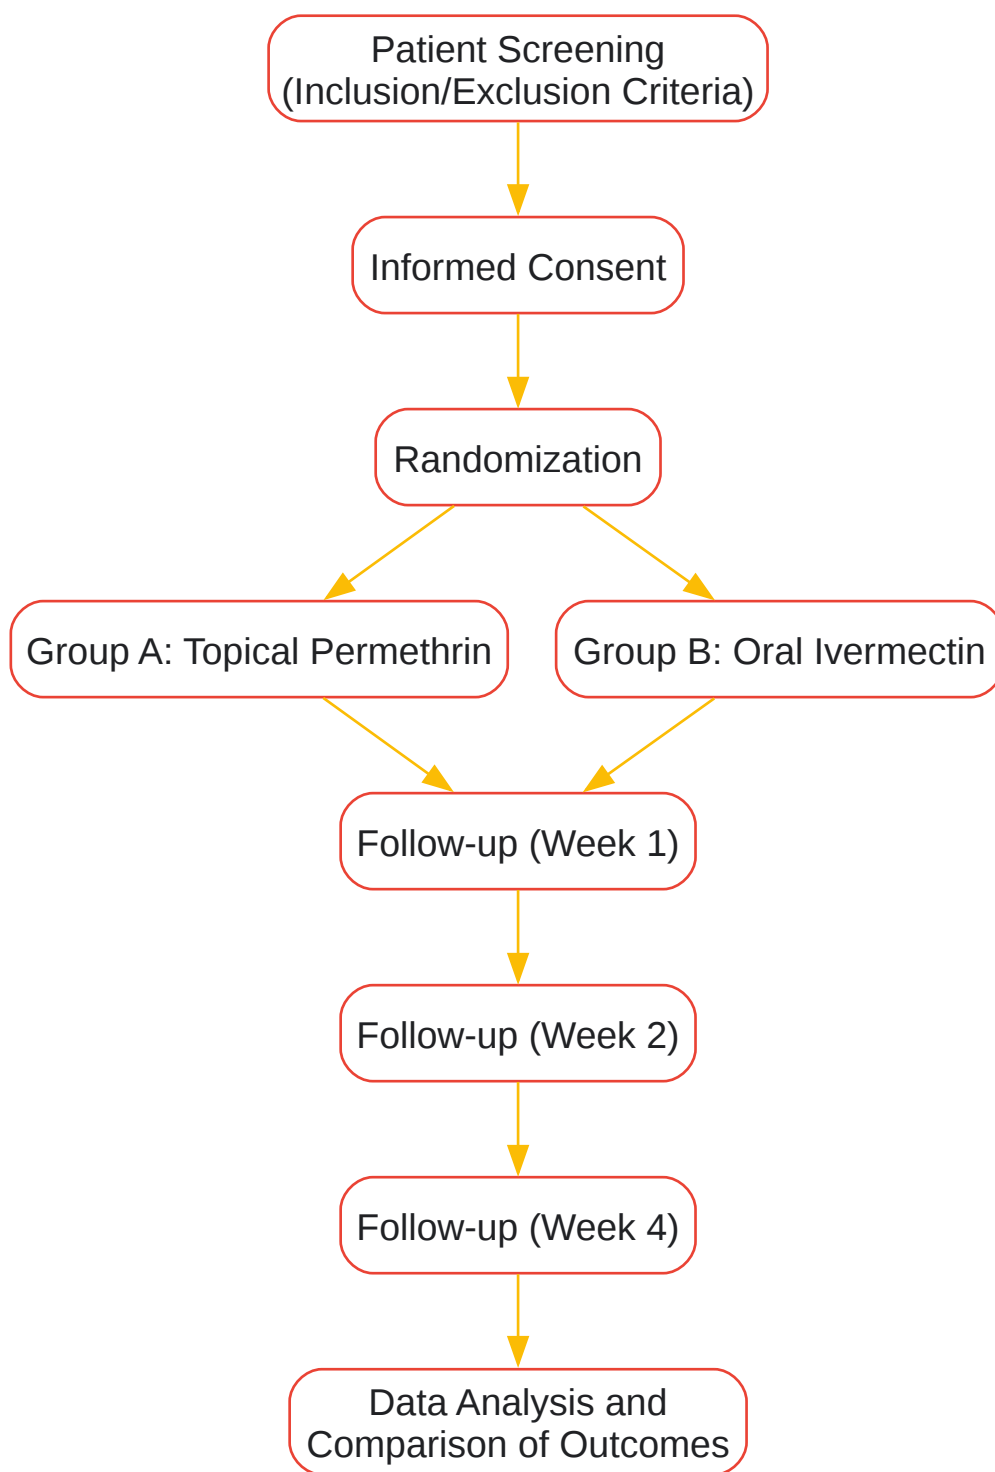 Patient Screening
(Inclusion/Exclusion Criteria)
Informed Consent
Randomization
Group A: Topical Permethrin
Group B: Oral Ivermectin
Follow-up (Week 1)
Follow-up (Week 2)
Follow-up (Week 4)
Data Analysis and
Comparison of Outcomes